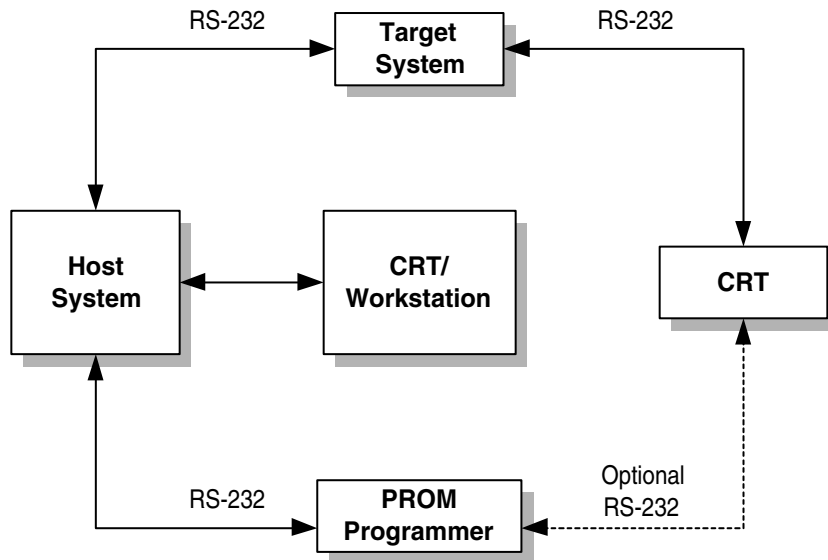 RS-232
Target
System
RS-232
Host
System
CRT/
Workstation
CRT
RS-232
PROM
Programmer
Optional
RS-232